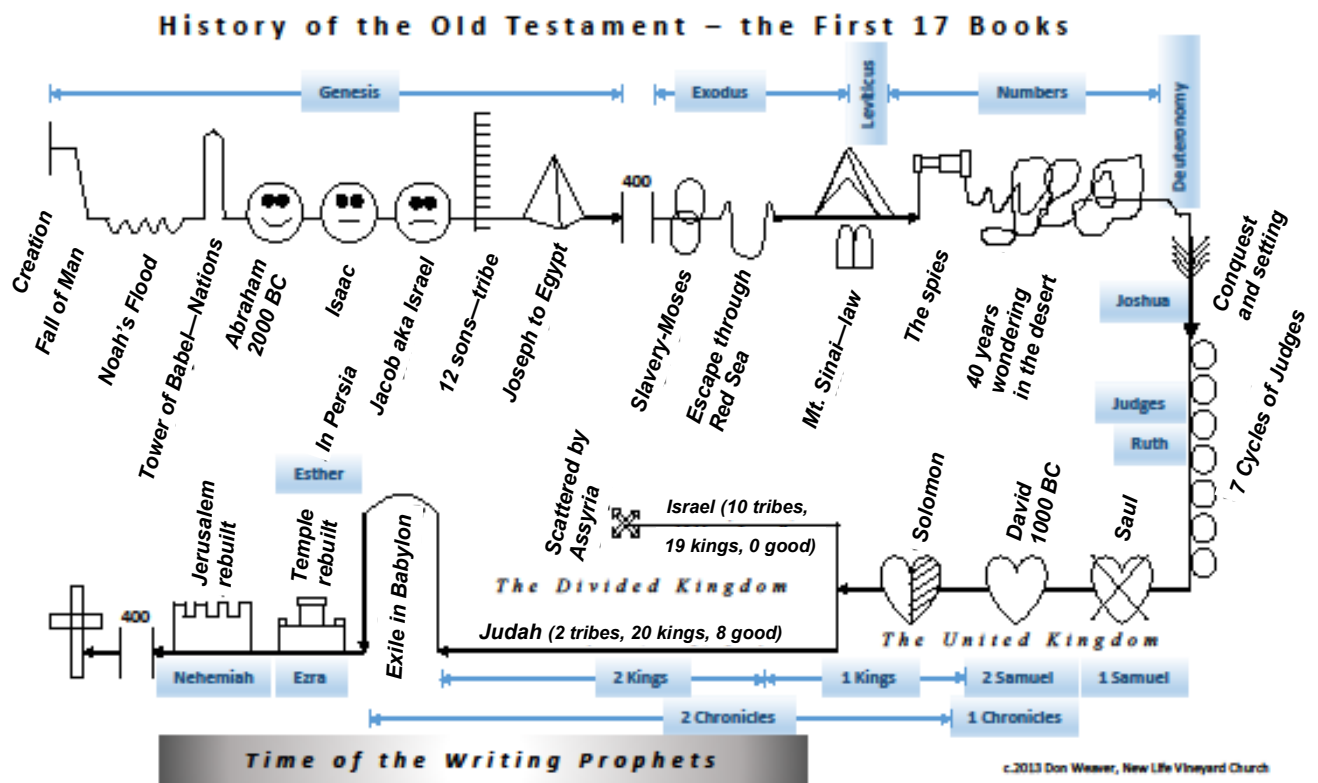 History of the Old Testament – the First 17 Books
Genesis
Exodus
Leviticus
Numbers
Deuteronomy
400
Creation
Fall of Man
Noah's Flood
Tower of Babel—Nations
Abraham
2000 BC
Isaac
Jacob aka Israel
12 sons—tribe
Joseph to Egypt
Slavery-Moses
Escape through
Red Sea
Mt. Sinai—law
The spies
40 years
wondering
in the desert
Conquest
and setting
Joshua
Judges
Ruth
7 Cycles of Judges
In Persia
Esther
Jerusalem
rebuilt
Temple
rebuilt
Exile in Babylon
Scattered by
Assyria
Israel (10 tribes,
19 kings, 0 good)
The Divided Kingdom
Judah (2 tribes, 20 kings, 8 good)
Solomon
David
1000 BC
Saul
The United Kingdom
400
Nehemiah
Ezra
2 Kings
1 Kings
2 Samuel
1 Samuel
2 Chronicles
1 Chronicles
Time of the Writing Prophets
c.2013 Don Weaver, New Life Vineyard Church